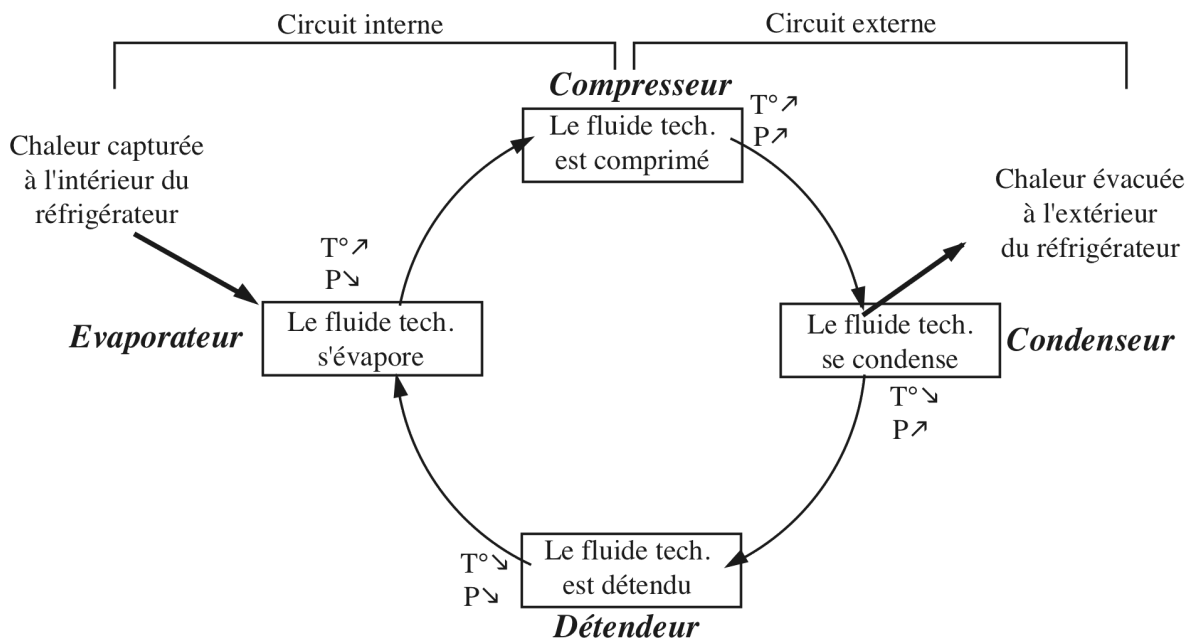 Circuit interne
Circuit externe
Compresseur
Le fluide tech.
est comprimé
T°↗
P↗
Chaleur capturée
à l'intérieur du
réfrigérateur
Chaleur évacuée
à l'extérieur
du réfrigérateur
T°↗
P↘
Evaporateur
Le fluide tech.
s'évapore
Le fluide tech.
se condense
Condenseur
T°↘
P↗
T°↘
P↘
Le fluide tech.
est détendu
Détendeur